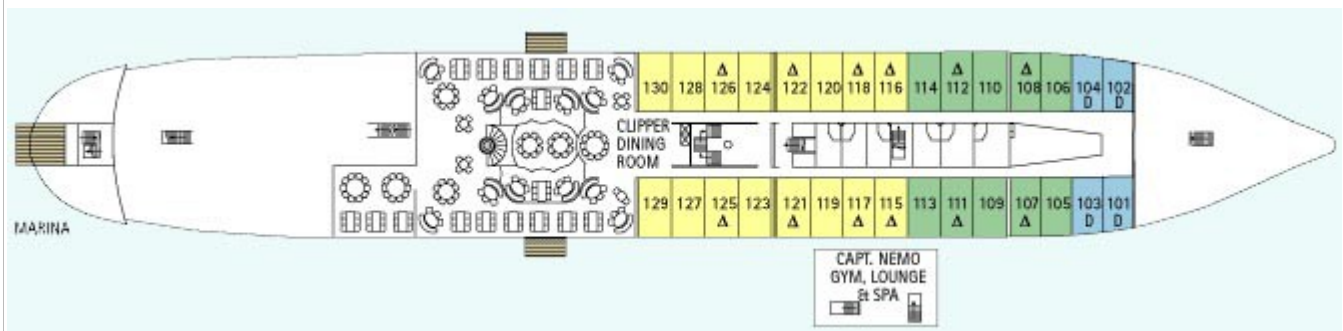 130 128 126 124 122 120 118 116 114 112 110 108 106 104 102
Δ Δ Δ Δ Δ Δ D D
CLIPPER
DINING
ROOM
129 127 125 123 121 119 117 115 113 111 109 107 105 103 101
Δ Δ Δ Δ Δ Δ D D
MARINA
CAPT. NEMO
GYM, LOUNGE
& SPA